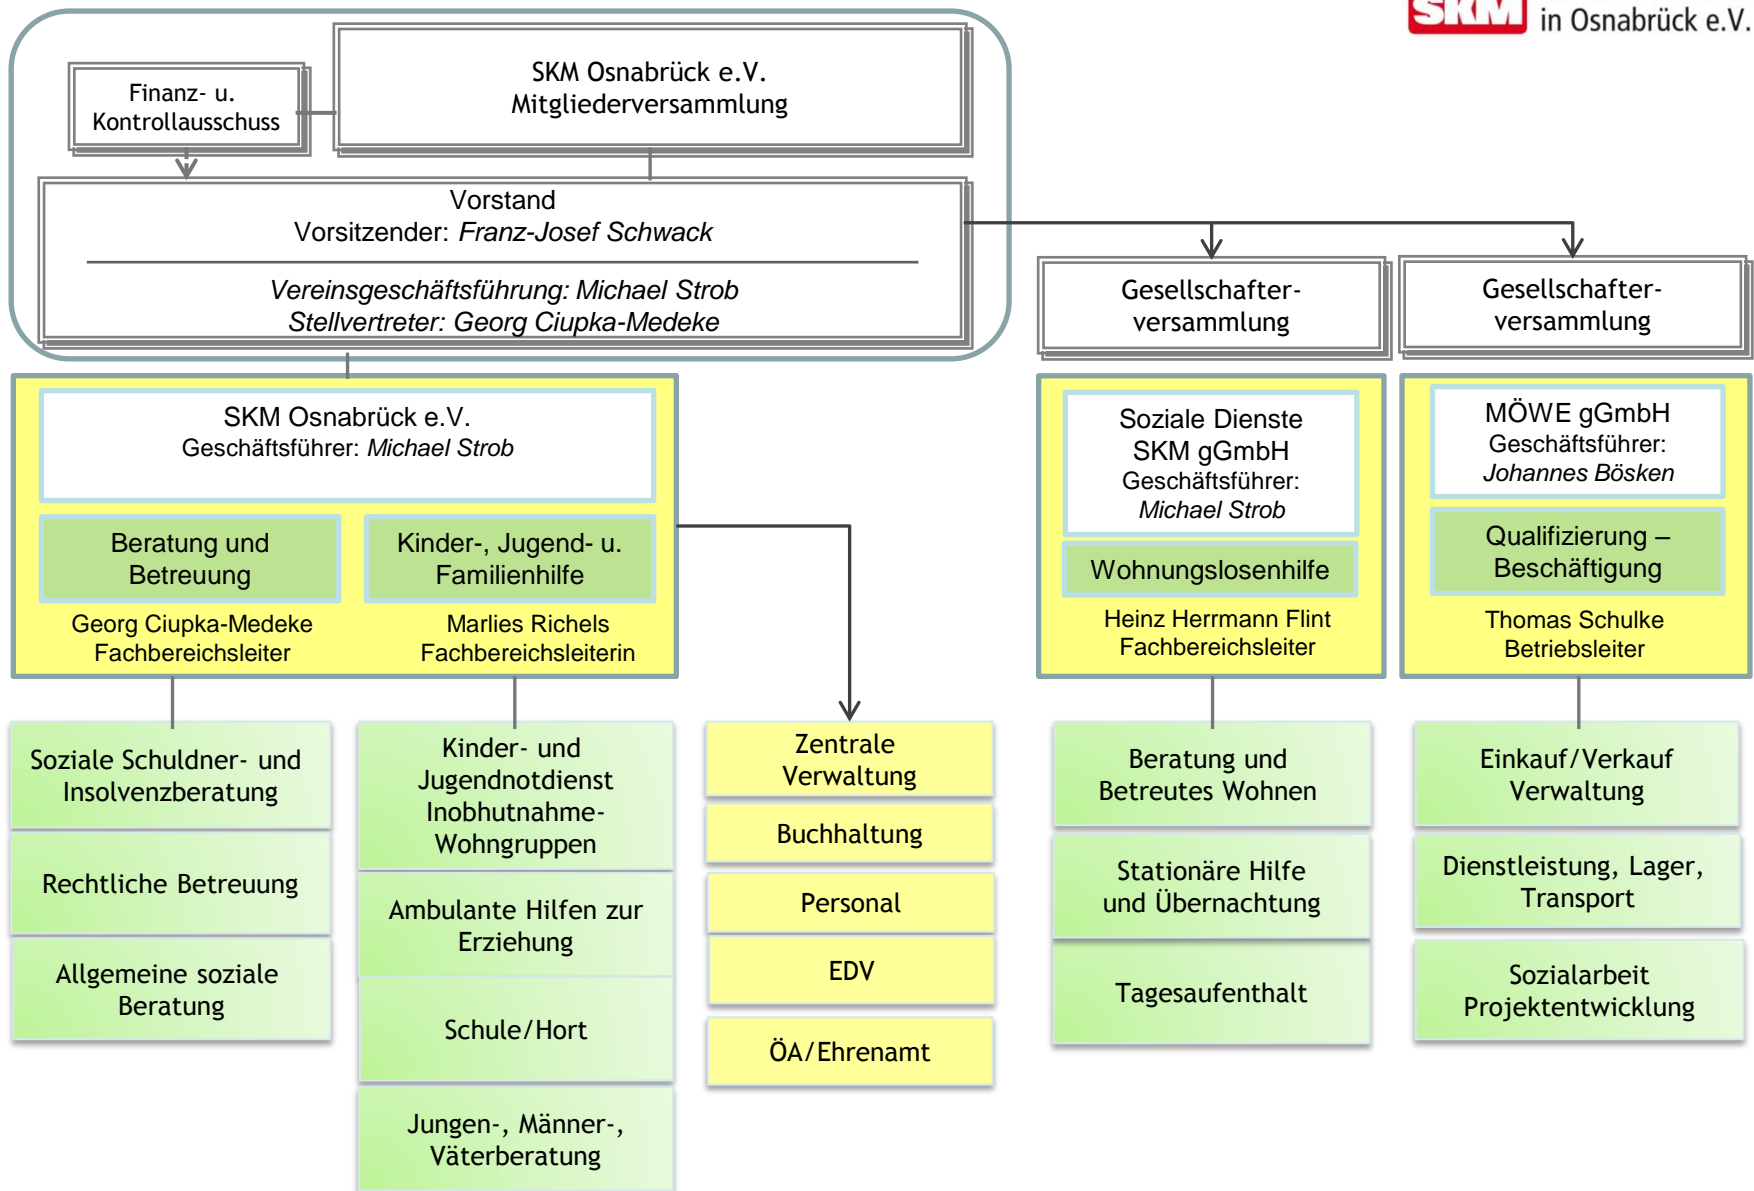 SKM
in Osnabrück e.V.
Finanz- u.
Kontrollausschuss
SKM Osnabrück e.V.
Mitgliederversammlung
Vorstand
Vorsitzender: Franz-Josef Schwack
Vereinsgeschäftsführung: Michael Strob
Stellvertreter: Georg Ciupka-Medeke
Gesellschafter-
versammlung
Gesellschafter-
versammlung
SKM Osnabrück e.V.
Geschäftsführer: Michael Strob
Beratung und
Betreuung
Georg Ciupka-Medeke
Fachbereichsleiter
Kinder-, Jugend- u.
Familienhilfe
Marlies Richels
Fachbereichsleiterin
Soziale Dienste
SKM gGmbH
Geschäftsführer:
Michael Strob
Wohnungslosenhilfe
Heinz Herrmann Flint
Fachbereichsleiter
MÖWE gGmbH
Geschäftsführer:
Johannes Bösken
Qualifizierung –
Beschäftigung
Thomas Schulke
Betriebsleiter
Soziale Schuldner- und
Insolvenzberatung
Rechtliche Betreuung
Allgemeine soziale
Beratung
Kinder- und
Jugendnotdienst
Inobhutnahme-
Wohngruppen
Ambulante Hilfen zur
Erziehung
Schule/Hort
Jungen-, Männer-,
Väterberatung
Zentrale
Verwaltung
Buchhaltung
Personal
EDV
ÖA/Ehrenamt
Beratung und
Betreutes Wohnen
Stationäre Hilfe
und Übernachtung
Tagesaufenthalt
Einkauf/Verkauf
Verwaltung
Dienstleistung, Lager,
Transport
Sozialarbeit
Projektentwicklung